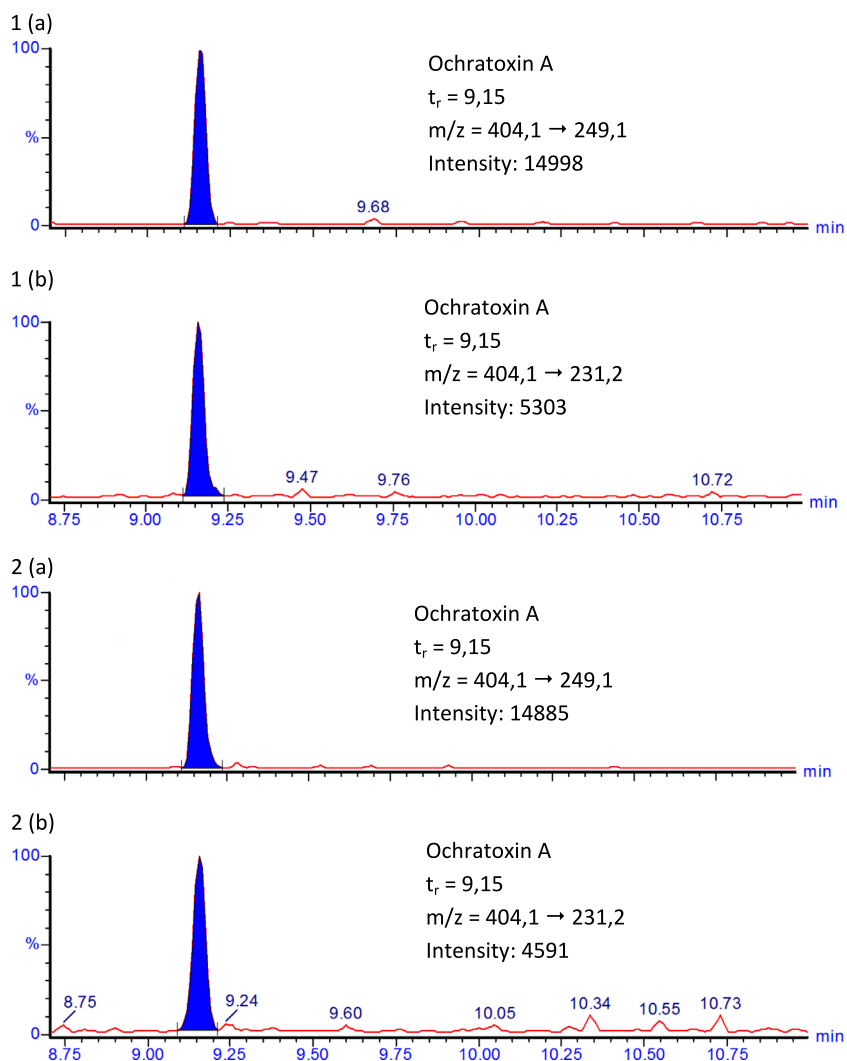 1 (a)
100
%
0
9.68
min
Ochratoxin A
tr = 9,15
m/z = 404,1 → 249,1
Intensity: 14998
1 (b)
100
%
0
9.47
9.76
10.72
min
8.75 9.00 9.25 9.50 9.75 10.00 10.25 10.50 10.75
Ochratoxin A
tr = 9,15
m/z = 404,1 → 231,2
Intensity: 5303
2 (a)
100
%
0
min
Ochratoxin A
tr = 9,15
m/z = 404,1 → 249,1
Intensity: 14885
2 (b)
100
%
0
8.75
9.24
9.60
10.05
10.34
10.55
10.73
min
8.75 9.00 9.25 9.50 9.75 10.00 10.25 10.50 10.75
Ochratoxin A
tr = 9,15
m/z = 404,1 → 231,2
Intensity: 4591